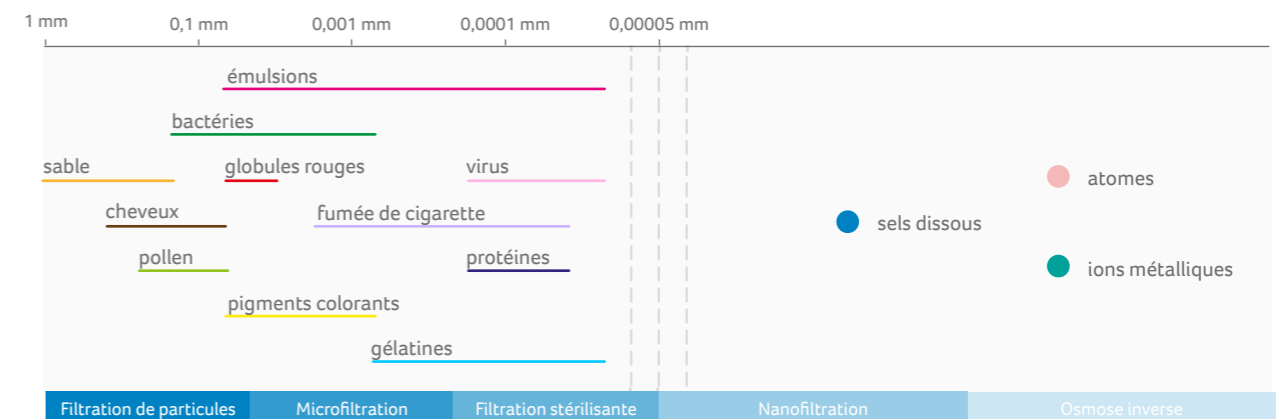 1 mm 0,1 mm 0,001 mm 0,0001 mm 0,00005 mm
émulsions
bactéries
sable globules rouges virus
atomes
cheveux fumée de cigarette
sels dissous
pollen protéines
ions métalliques
pigments colorants
gélatines
Filtration de particules Microfiltration Filtration stérilisante Nanofiltration Osmose inverse